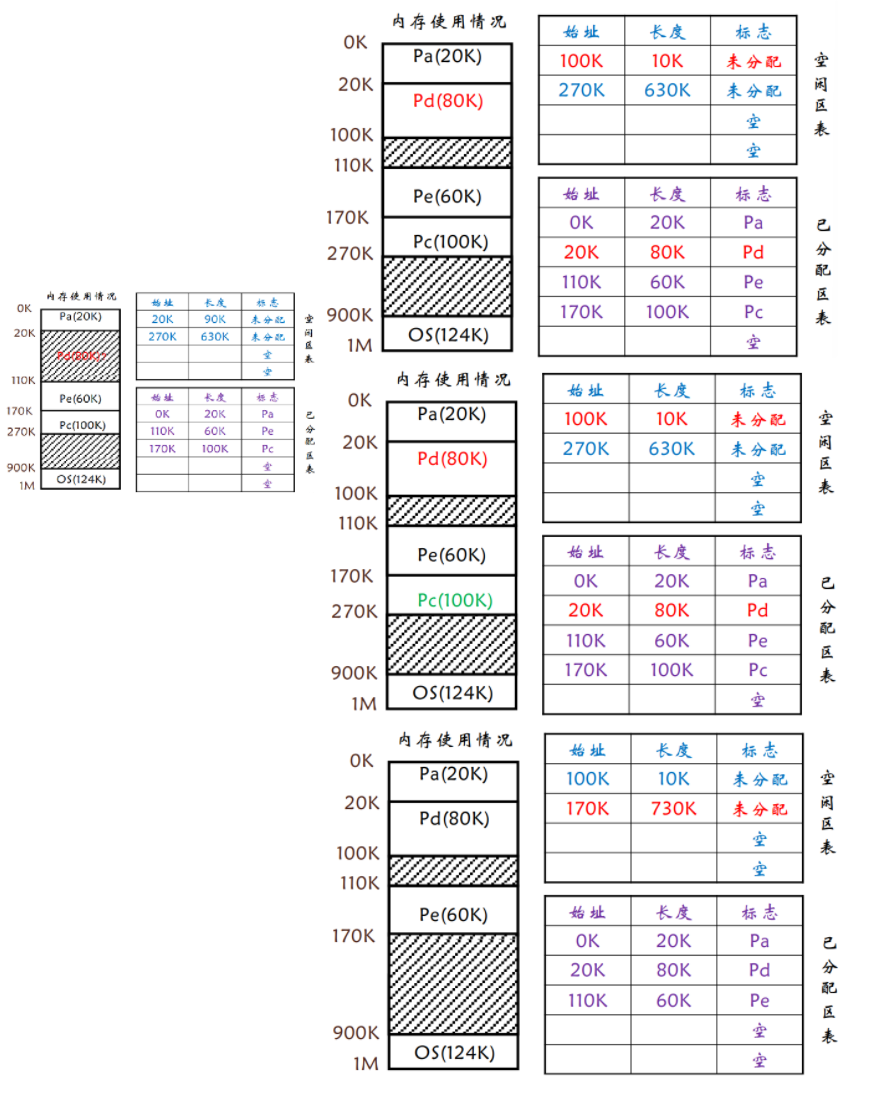 内存使用情况
0K
Pa(20K)
20K
Pd(80K)
100K
110K
Pe(60K)
170K
Pc(100K)
270K
900K
OS(124K)
1M
始址 长度 标志
100K 10K 未分配
270K 630K 未分配
空
空
空闲区表
始址 长度 标志
0K 20K Pa
20K 80K Pd
110K 60K Pe
170K 100K Pc
空
已分配区表
内存使用情况
0K
Pa(20K)
20K
Pd(80K)?
110K
Pe(60K)
170K
Pc(100K)
270K
900K
OS(124K)
1M
始址 长度 标志
20K 90K 未分配
270K 630K 未分配
空
空
空闲区表
始址 长度 标志
0K 20K Pa
110K 60K Pe
170K 100K Pc
空
空
已分配区表
内存使用情况
0K
Pa(20K)
20K
Pd(80K)
100K
110K
Pe(60K)
170K
Pc(100K)
270K
900K
OS(124K)
1M
始址 长度 标志
100K 10K 未分配
270K 630K 未分配
空
空
空闲区表
始址 长度 标志
0K 20K Pa
20K 80K Pd
110K 60K Pe
170K 100K Pc
空
已分配区表
内存使用情况
0K
Pa(20K)
20K
Pd(80K)
100K
110K
Pe(60K)
170K
900K
OS(124K)
1M
始址 长度 标志
100K 10K 未分配
170K 730K 未分配
空
空
空闲区表
始址 长度 标志
0K 20K Pa
20K 80K Pd
110K 60K Pe
空
空
已分配区表